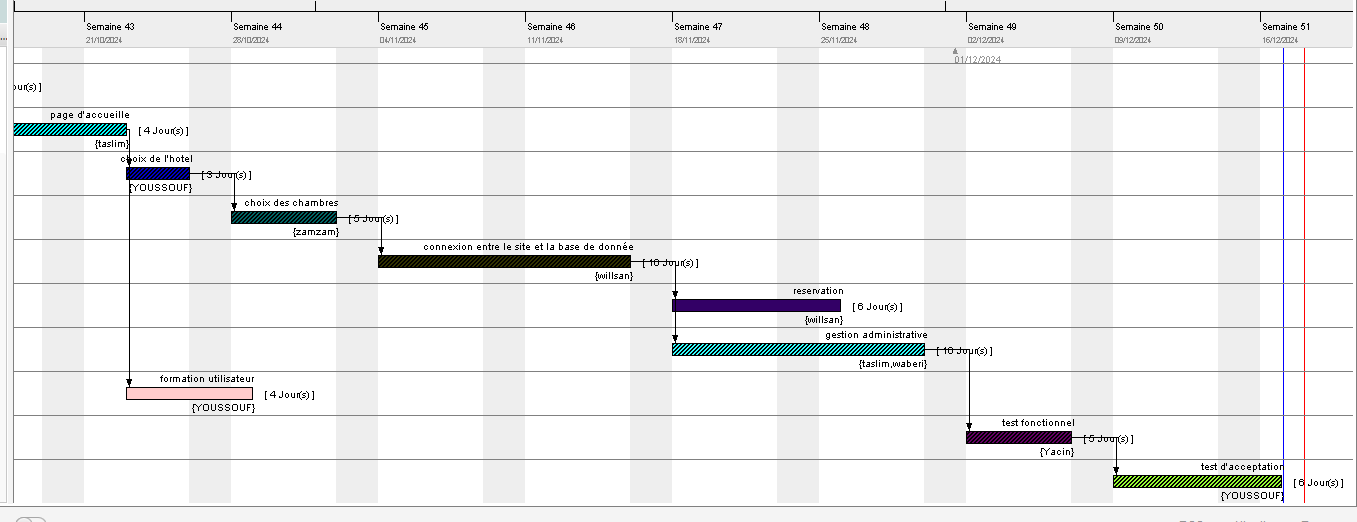 Semaine 43 Semaine 44 Semaine 45 Semaine 46 Semaine 47 Semaine 48 Semaine 49 Semaine 50 Semaine 51
21/10/2024 28/10/2024 04/11/2024 11/11/2024 18/11/2024 25/11/2024 02/12/2024 09/12/2024 16/12/2024
01/12/2024
our(s) ]
page d'accueille
[ 4 Jour(s) ]
{taslim}
choix de l'hotel
[ 3 Jour(s) ]
{YOUSSOUF}
choix des chambres
[ 5 Jour(s) ]
{zamzam}
connexion entre le site et la base de donnée
[ 10 Jour(s) ]
{willsan}
reservation
[ 6 Jour(s) ]
{willsan}
gestion administrative
[ 10 Jour(s) ]
{taslim,waberi}
formation utilisateur
[ 4 Jour(s) ]
{YOUSSOUF}
test fonctionnel
[ 5 Jour(s) ]
{Yacin}
test d'acceptation
[ 6 Jour(s) ]
{YOUSSOUF}